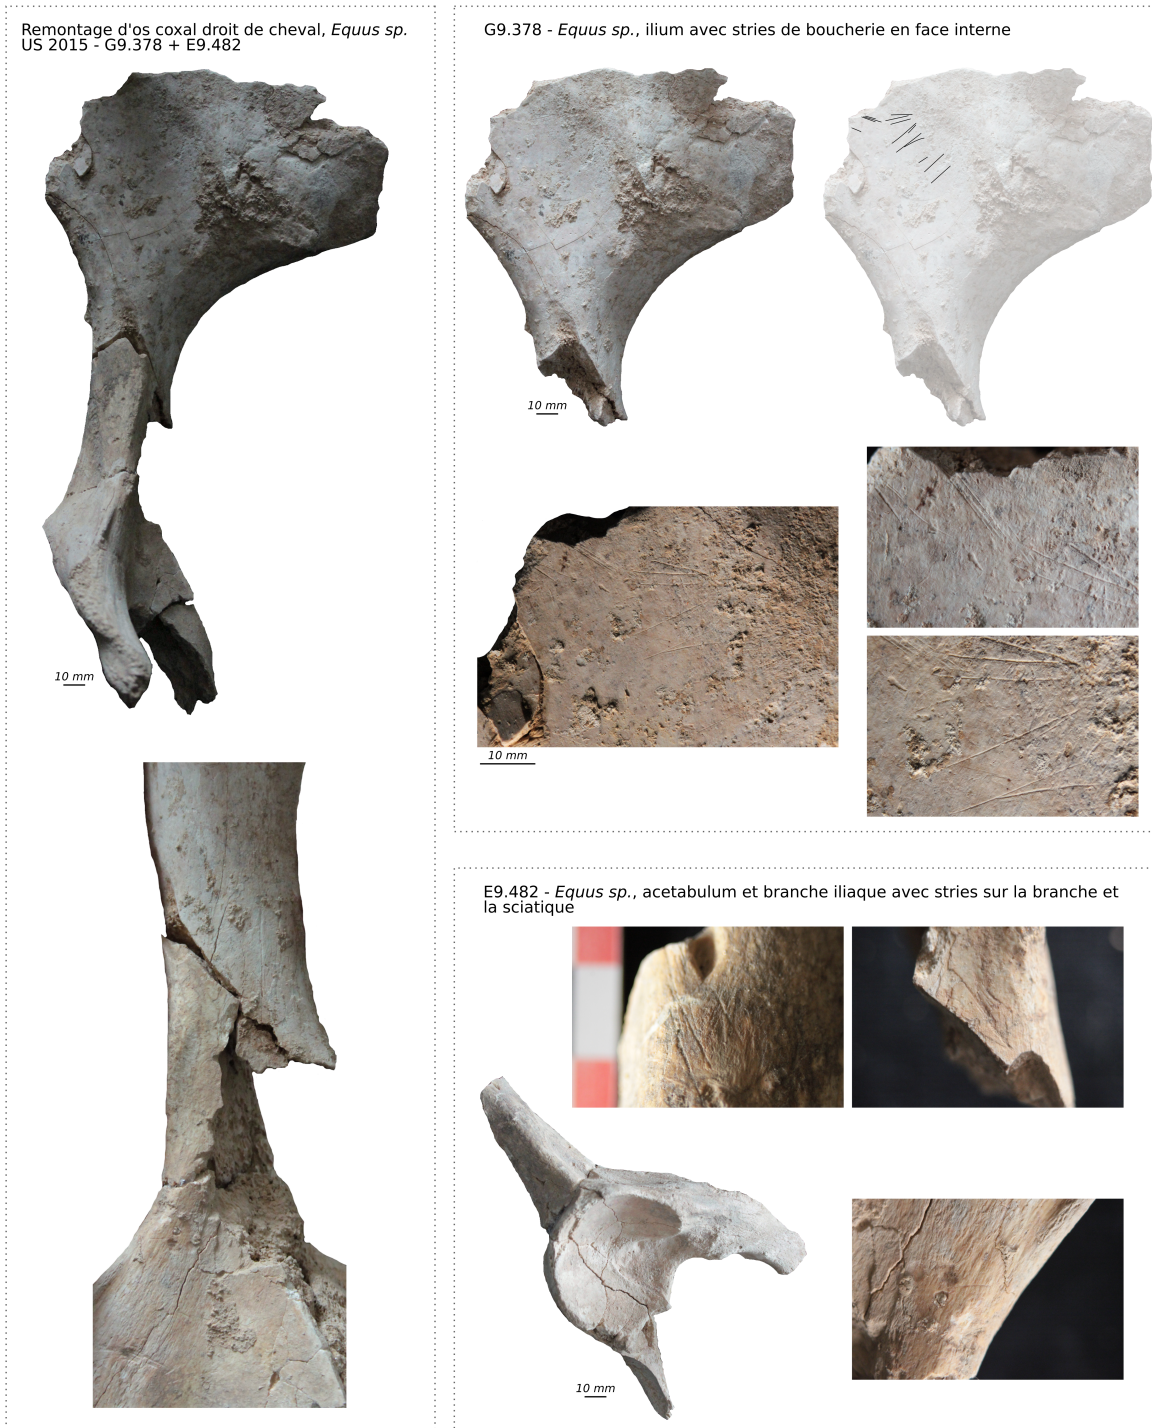 Remontage d'os coxal droit de cheval, Equus sp.
US 2015 - G9.378 + E9.482
10 mm
G9.378 - Equus sp., ilium avec stries de boucherie en face interne
10 mm
10 mm
E9.482 - Equus sp., acetabulum et branche iliaque avec stries sur la branche et
la sciatique
10 mm